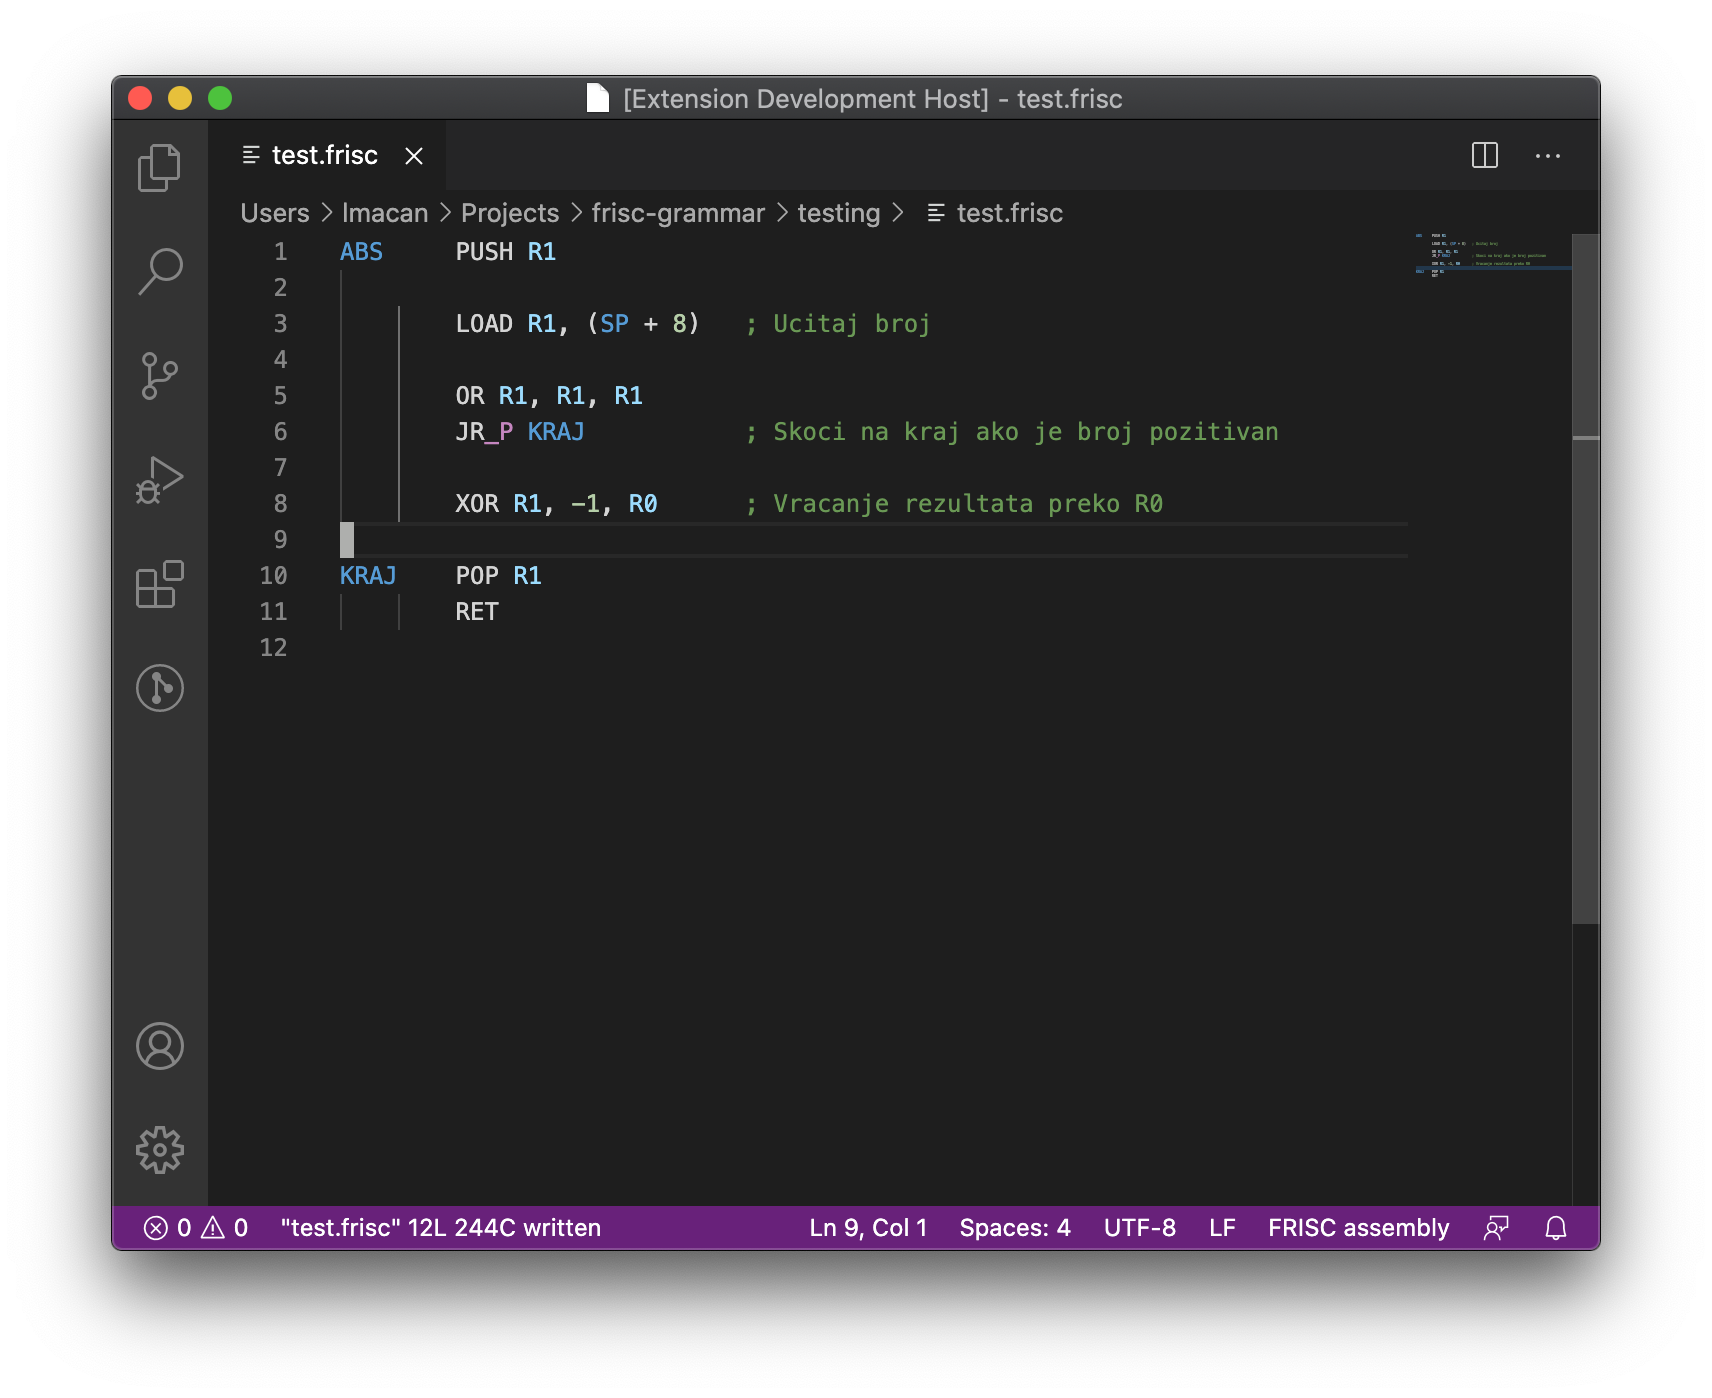 [Extension Development Host] - test.frisc
test.frisc
Users > lmacan > Projects > frisc-grammar > testing > test.frisc
1 ABS PUSH R1
2
3 LOAD R1, (SP + 8) ; Ucitaj broj
4
5 OR R1, R1, R1
6 JR_P KRAJ ; Skoci na kraj ako je broj pozitivan
7
8 XOR R1, -1, R0 ; Vracanje rezultata preko R0
9
10 KRAJ POP R1
11 RET
12
0 0 "test.frisc" 12L 244C written Ln 9, Col 1 Spaces: 4 UTF-8 LF FRISC assembly